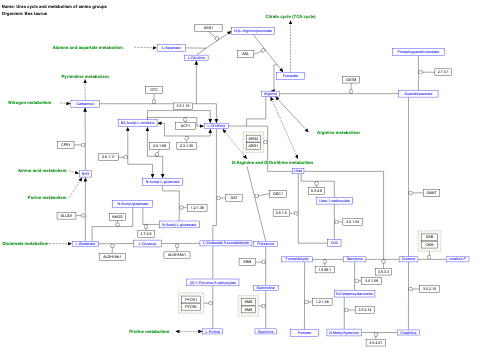 Name: Urea cycle and metabolism of amino groups
Organism: Bos taurus
Citrate cycle (TCA cycle)
ASS1
N-(L-Arginino)succinate
Alanine and aspartate metabolism
L-Aspartate
ASL
L-Citrulline
Phosphoguanidinoacetate
Fumarate
2.7.3.1
Pyrimidine metabolism
OTC
GATM
Arginine
Guanidinoacetate
Nitrogen metabolism
Carbamoyl
3.5.1.16
N2-Acetyl-L-ornithine
ACY1
L-Ornithine
Arginine metabolism
ARG2
ARG1
CPS1
2.6.1.11
2.6.1.69
2.3.1.35
D-Arginine and D-Ornithine metabolism
Amino acid metabolism
NH3
Urea
N-Acetyl-L-glutamate
6.3.4.6
Purine metabolism
OAT
ODC1
GAMT
N-Acetylglutamate
1.2.1.38
Urea-1-carboxylate
GLUD1
NAGS
N-Acetyl-L-glutamate
3.5.1.5
3.5.1.54
2.7.2.8
CKB
CKM
Glutamate metabolism
L-Glutamate
L-Glutamyl
L-Glutamate 5-semialdehyde
Putrescine
CO2
ALDH18A1
ALDH18A1
SRM
Formaldehyde
Sarcosine
Creatine
creatine-P
1.5.99.1
3.5.3.3
(S)-1-Pyrroline-5-carboxylate
3.5.1.59
Spermidine
N-Carbamoylsarcosine
3.5.2.10
PYCR1
PYCRL
SMS
SMS
1.2.1.46
3.5.2.14
Proline metabolism
L-Proline
Spermine
Formate
N-Methylhydantoin
Creatinine
3.5.4.21